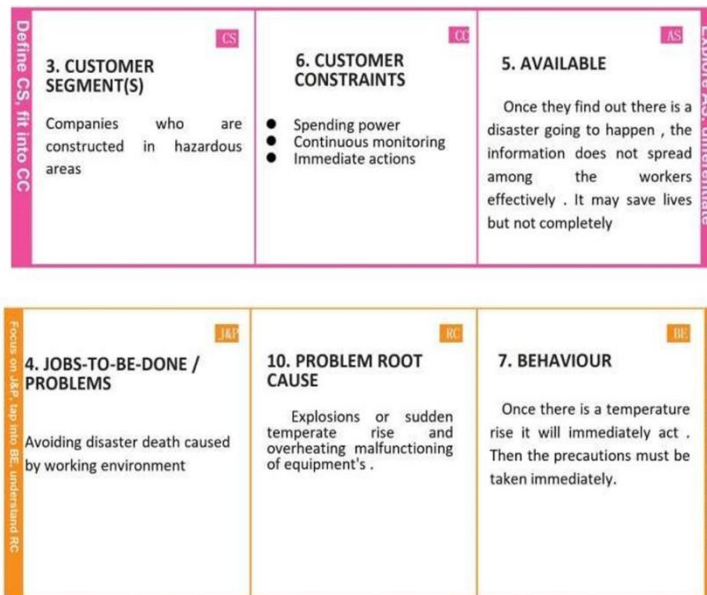 Define CS, fit into CC
CS
3. CUSTOMER
SEGMENT(S)
Companies who are
constructed in hazardous
areas
CC
6. CUSTOMER
CONSTRAINTS
● Spending power
● Continuous monitoring
● Immediate actions
AS
5. AVAILABLE
Once they find out there is a
disaster going to happen , the
information does not spread
among the workers
effectively . It may save lives
but not completely
Explore AS, differentiate
Focus on J&P, tap into BE, understand RC
J&P
4. JOBS-TO-BE-DONE /
PROBLEMS
Avoiding disaster death caused
by working environment
RC
10. PROBLEM ROOT
CAUSE
Explosions or sudden
temperate rise and
overheating malfunctioning
of equipment's .
BE
7. BEHAVIOUR
Once there is a temperature
rise it will immediately act .
Then the precautions must be
taken immediately.